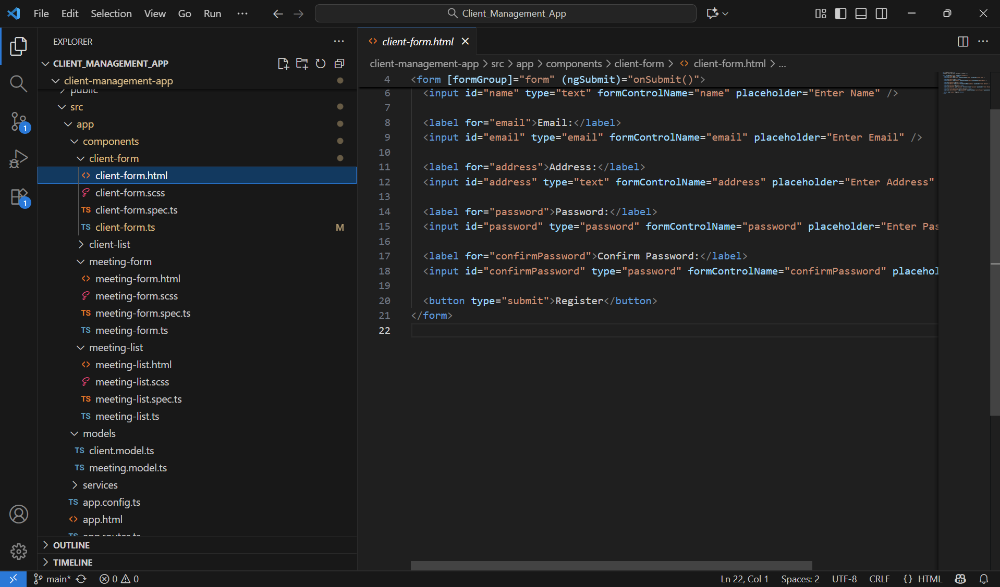 File Edit Selection View Go Run ··· Client_Management_App
EXPLORER
CLIENT_MANAGEMENT_APP
client-management-app
public
src
app
components
client-form
client-form.html
client-form.scss
TS client-form.spec.ts
TS client-form.ts M
client-list
meeting-form
meeting-form.html
meeting-form.scss
TS meeting-form.spec.ts
TS meeting-form.ts
meeting-list
meeting-list.html
meeting-list.scss
TS meeting-list.spec.ts
TS meeting-list.ts
models
TS client.model.ts
TS meeting.model.ts
services
TS app.config.ts
app.html
TS app.routes.ts
OUTLINE
TIMELINE
1
1
client-form.html
client-management-app > src > app > components > client-form > client-form.html > ...
4 <form [formGroup]="form" (ngSubmit)="onSubmit()">
6 <input id="name" type="text" formControlName="name" placeholder="Enter Name" />
7
8 <label for="email">Email:</label>
9 <input id="email" type="email" formControlName="email" placeholder="Enter Email" />
10
11 <label for="address">Address:</label>
12 <input id="address" type="text" formControlName="address" placeholder="Enter Address"
13
14 <label for="password">Password:</label>
15 <input id="password" type="password" formControlName="password" placeholder="Enter Pas
16
17 <label for="confirmPassword">Confirm Password:</label>
18 <input id="confirmPassword" type="password" formControlName="confirmPassword" placehol
19
20 <button type="submit">Register</button>
21 </form>
22
main* 0 0 Ln 22, Col 1 Spaces: 2 UTF-8 CRLF {} HTML